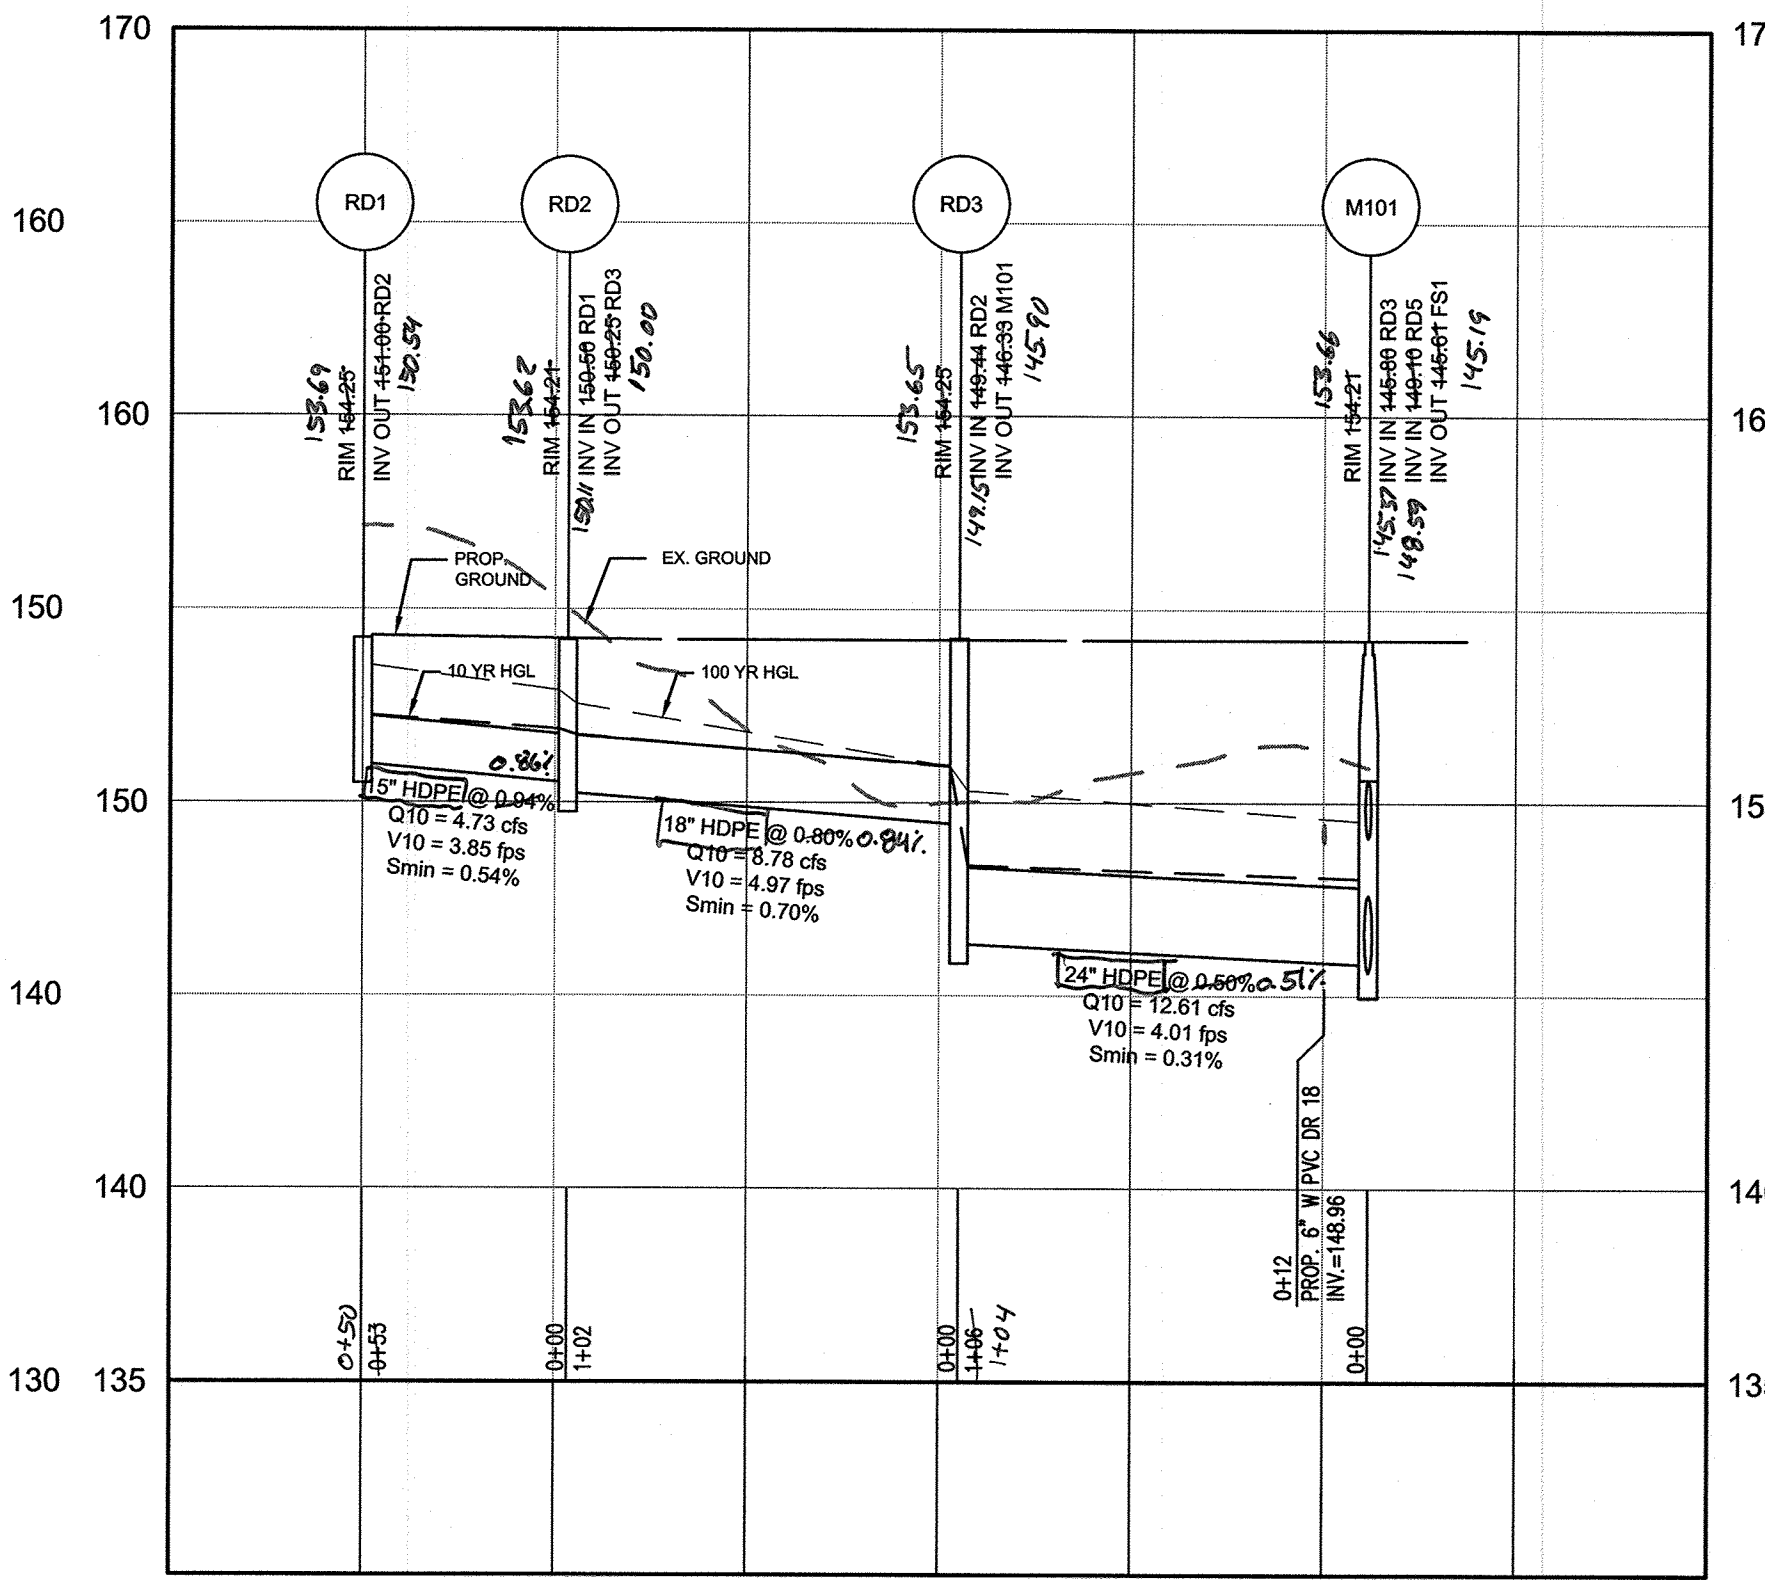 170
17
RD1
RD2
RD3
M101
160
153.69
RIM 154.25
INV OUT 151.00 RD2
150.54
153.62
RIM 154.21
150.11 INV IN 150.50 RD1
INV OUT 150.25 RD3
150.00
153.65
RIM 154.25
149.15 INV IN 149.44 RD2
INV OUT 146.33 M101
145.90
153.66
RIM 154.21
145.37 INV IN 145.80 RD3
148.59 INV IN 149.10 RD5
INV OUT 145.61 FS1
145.19
160
16
PROP.
GROUND
EX. GROUND
150
10 YR HGL
100 YR HGL
0.86%
150
15
15" HDPE @ 0.94%
Q10 = 4.73 cfs
V10 = 3.85 fps
Smin = 0.54%
18" HDPE @ 0.80% 0.84%
Q10 = 8.78 cfs
V10 = 4.97 fps
Smin = 0.70%
140
24" HDPE @ 0.50% 0.51%
Q10 = 12.61 cfs
V10 = 4.01 fps
Smin = 0.31%
0+12
PROP. 6" W PVC DR 18
INV.=148.96
140
14
0+50
0+53
0+00
1+02
0+00
1+06
1+04
0+00
130
135
13